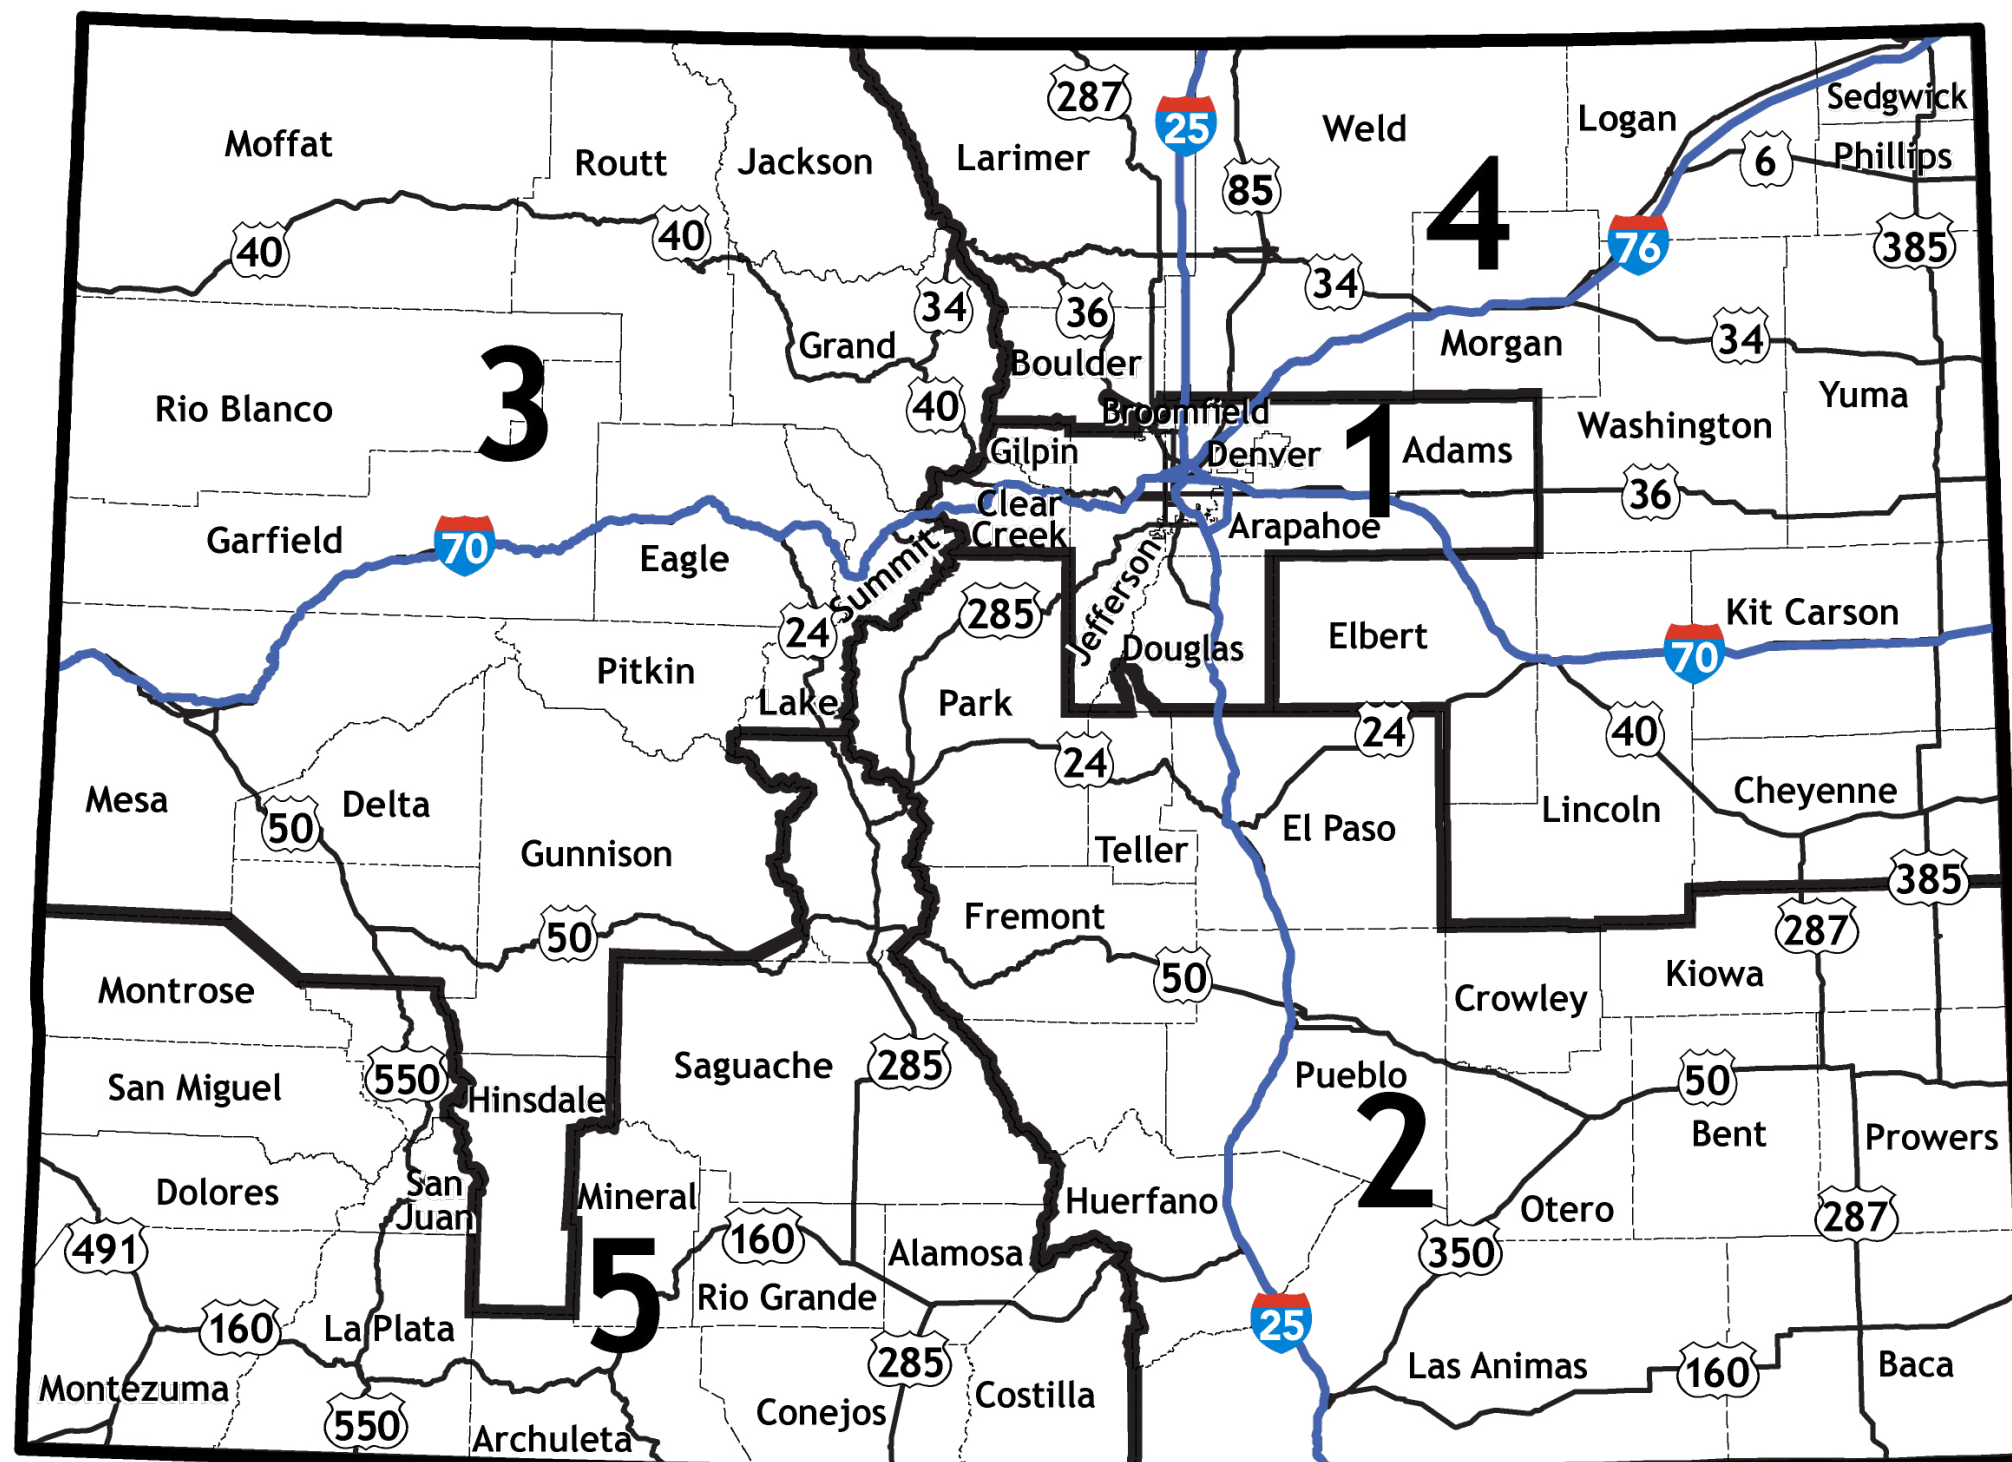 Moffat
Routt
Jackson
Larimer
287
25
85
Weld
Logan
Sedgwick
Phillips
6
40
40
4
76
385
34
36
34
34
Grand
Boulder
Morgan
Yuma
Rio Blanco
3
40
Broomfield
Gilpin
Denver
1
Adams
Washington
36
Garfield
70
Eagle
Summit
Clear
Creek
Arapahoe
Jefferson
285
24
Pitkin
Lake
Park
Douglas
Elbert
70
Kit Carson
24
24
40
Mesa
50
Delta
Gunnison
Teller
El Paso
Lincoln
Cheyenne
385
50
Fremont
50
287
Montrose
Crowley
Kiowa
San Miguel
550
Hinsdale
Saguache
285
Pueblo
2
50
Bent
Prowers
Dolores
San
Juan
Mineral
Huerfano
Otero
287
491
5
160
Alamosa
350
Rio Grande
160
La Plata
25
285
Las Animas
160
Baca
Montezuma
550
Archuleta
Conejos
Costilla